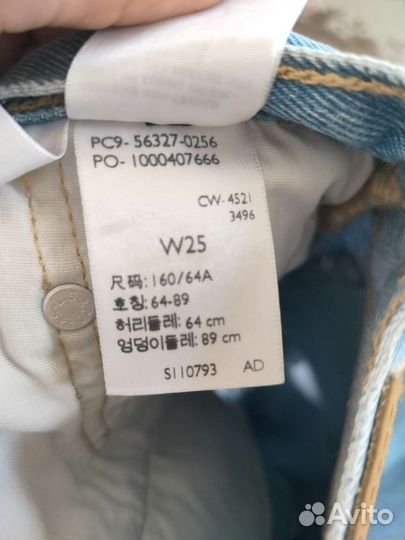 PC9- 56327-0256
PO- 1000407666
CW- 4521
3496
W25
尺码: 160/64A
호칭: 64-89
허리둘레: 64 cm
엉덩이둘레: 89 cm
S110793 AD
Avito